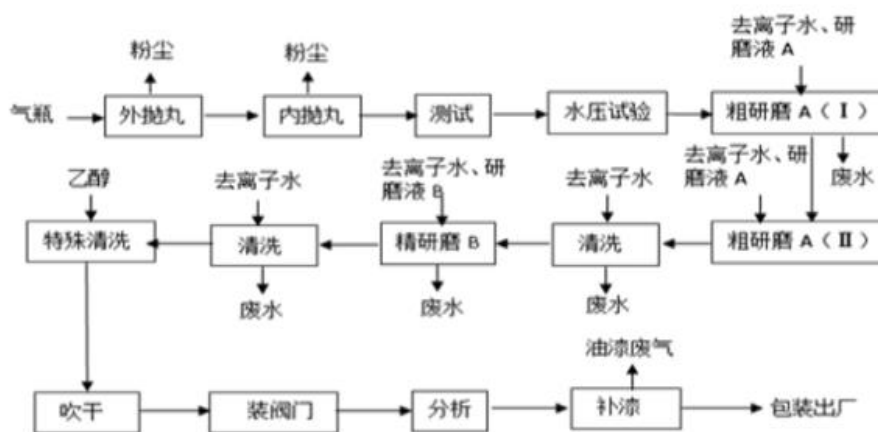 粉尘
粉尘
去离子水、研
磨液 A
气瓶
外抛丸
内抛丸
测试
水压试验
粗研磨 A（Ⅰ）
乙醇
去离子水
去离子水、研
磨液 B
去离子水
去离子水、研
磨液 A
废水
特殊清洗
清洗
精研磨 B
清洗
粗研磨 A（Ⅱ）
废水
废水
废水
油漆废气
吹干
装阀门
分析
补漆
包装出厂